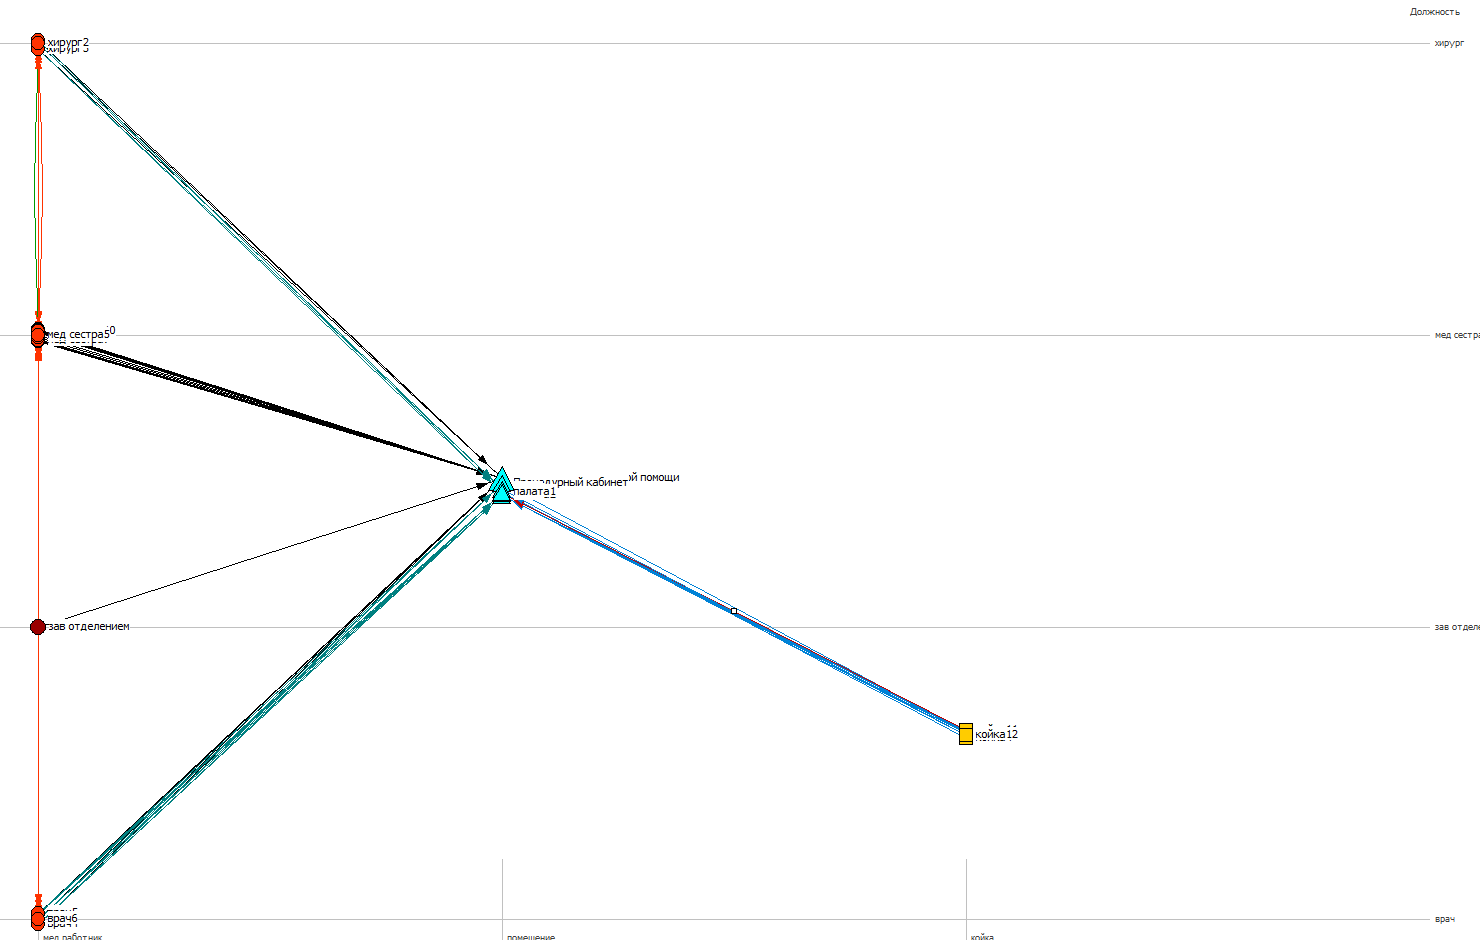 Должность
хирург2
хирург
мед сестра5
мед сестра
й помощи
кабинет
палата1
зав отделением
зав отделе
койка12
врач6
врач
мед работник
помещение
койка